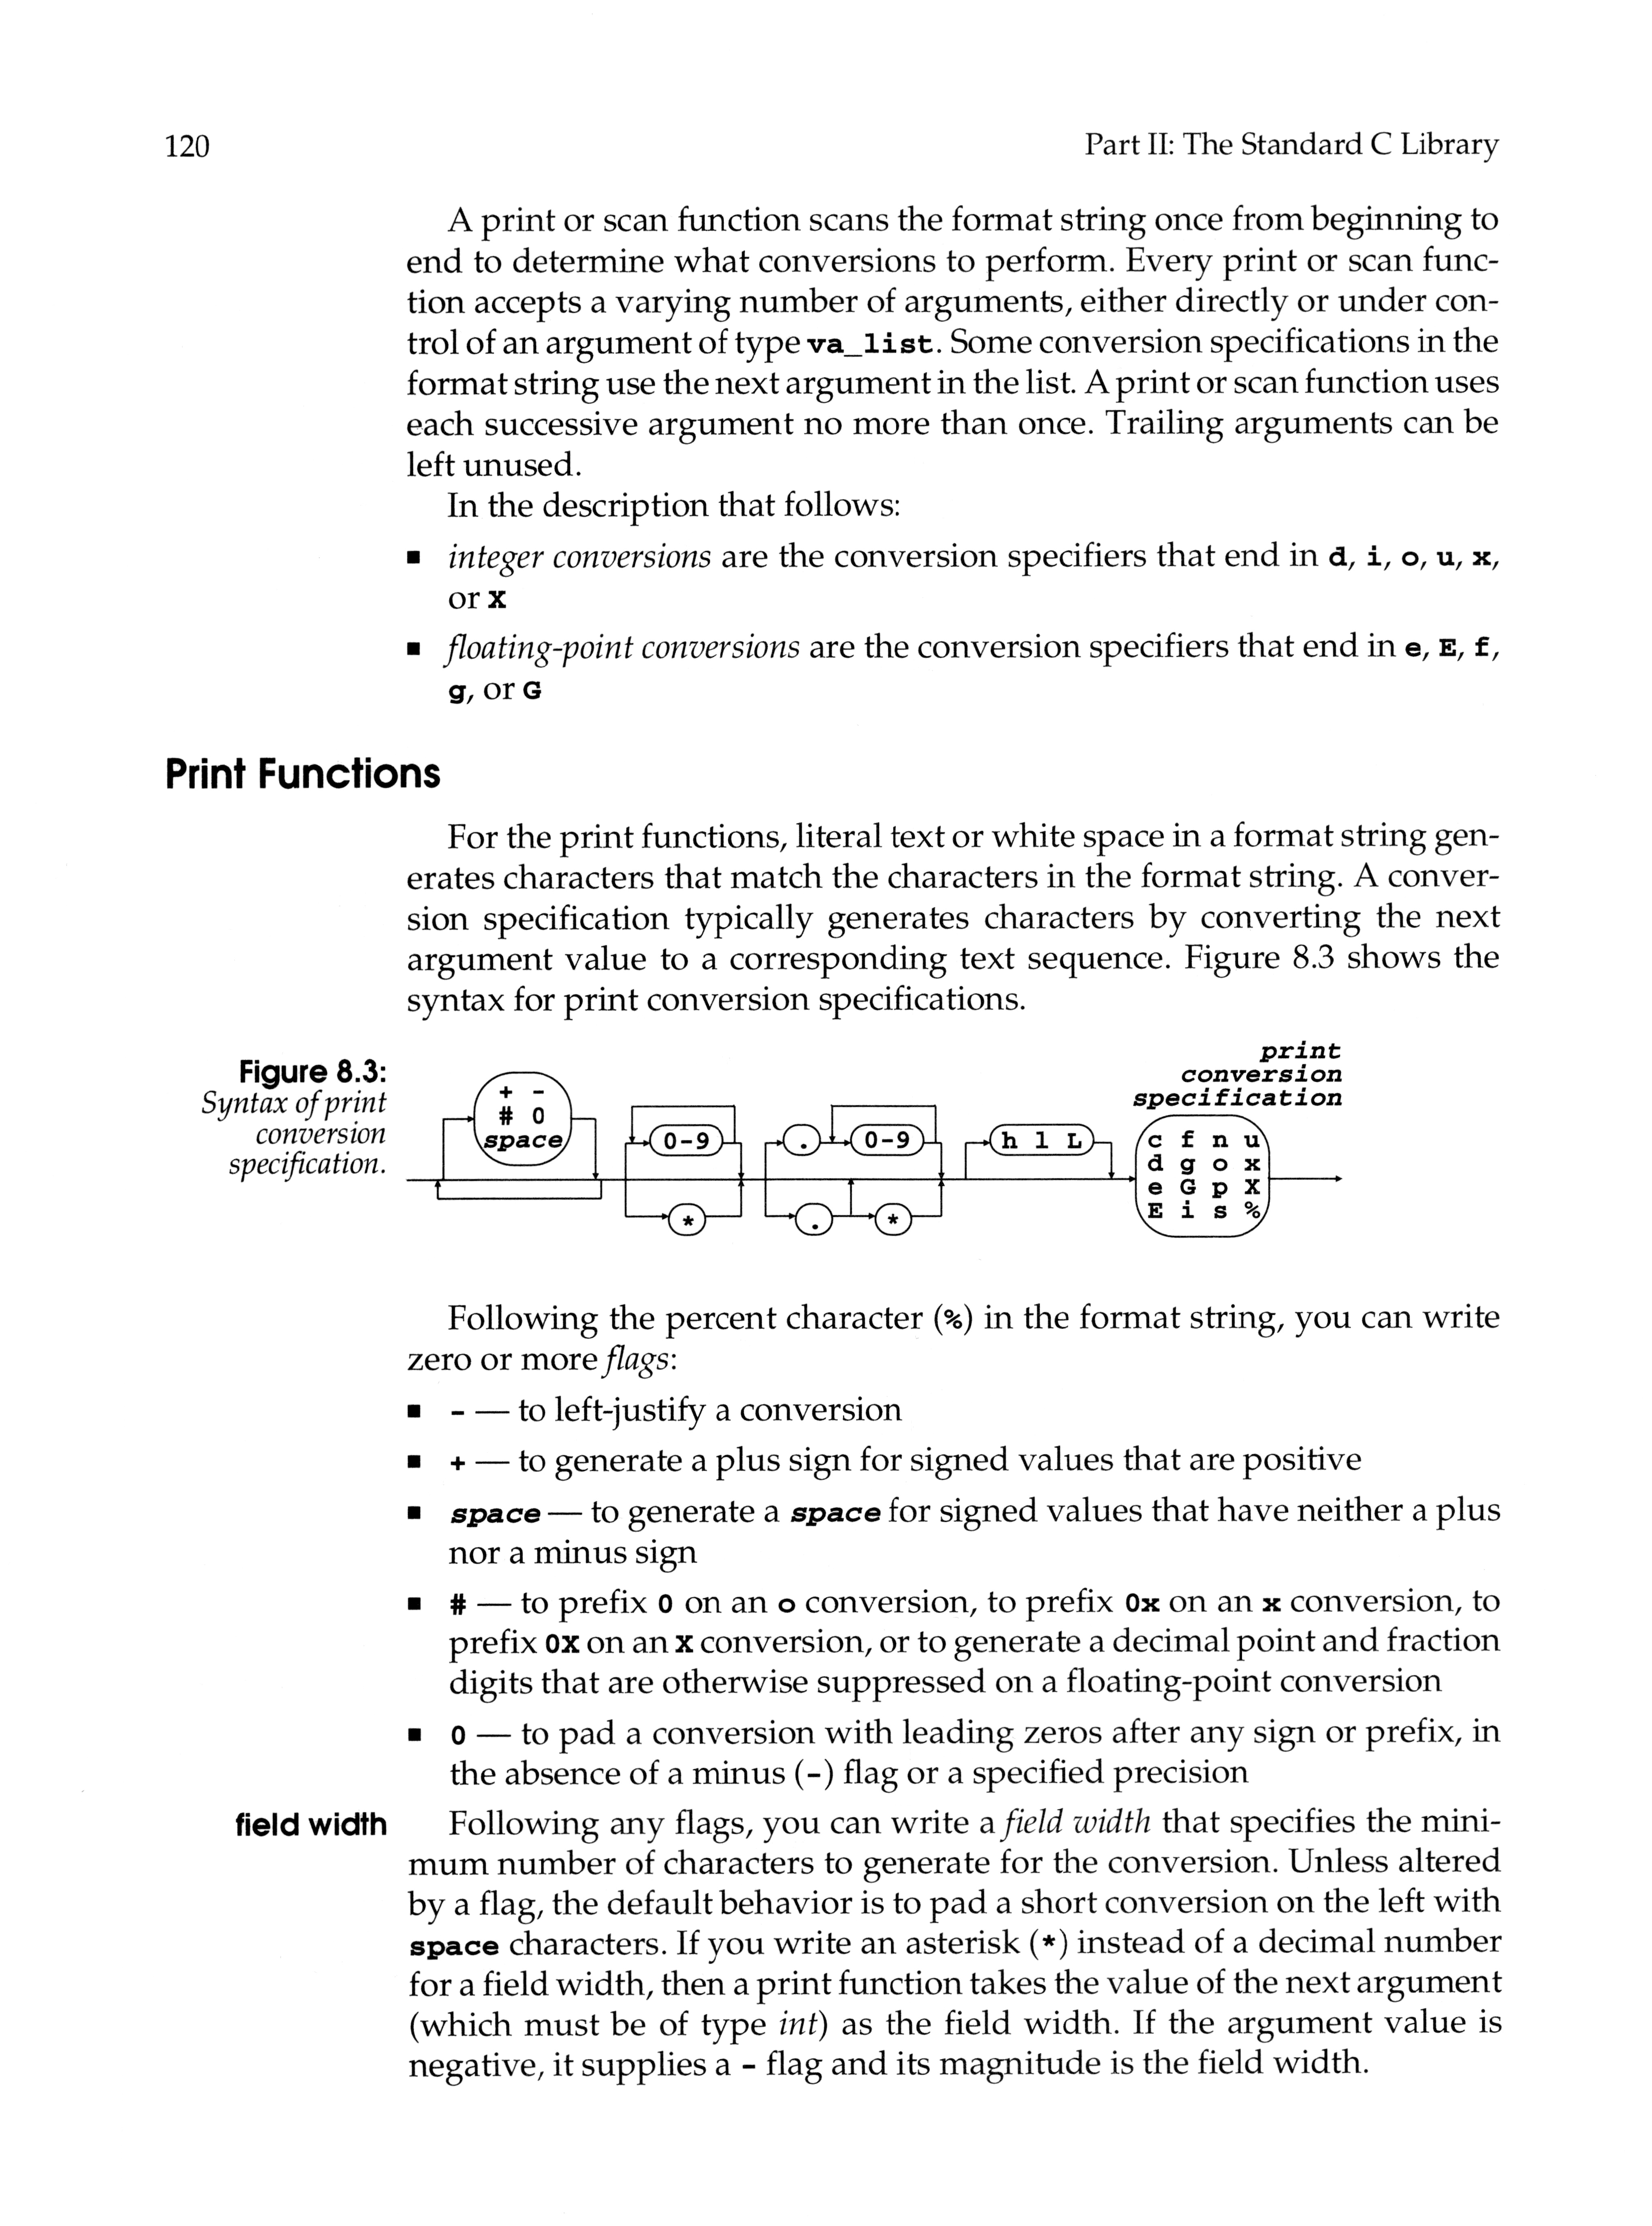 120
Part II: The Standard C Library
A print or scan function scans the format string once from beginning to
end to determine what conversions to perform. Every print or scan func-
tion accepts a varying number of arguments, either directly or under con-
trol of an argument of type va_list. Some conversion specifications in the
format string use the next argument in the list. A print or scan function uses
each successive argument no more than once. Trailing arguments can be
left unused.
In the description that follows:
■ integer conversions are the conversion specifiers that end in d, i, o, u, x,
or X
■ floating-point conversions are the conversion specifiers that end in e, E, f,
g, or G
Print Functions
For the print functions, literal text or white space in a format string gen-
erates characters that match the characters in the format string. A conver-
sion specification typically generates characters by converting the next
argument value to a corresponding text sequence. Figure 8.3 shows the
syntax for print conversion specifications.
Figure 8.3:
Syntax of print
conversion
specification.
+ -
# 0
space
0-9
*
. 0-9
. *
h l L
print
conversion
specification
c f n u
d g o x
e G p X
E i s %
Following the percent character (%) in the format string, you can write
zero or more flags:
■ - — to left-justify a conversion
■ + — to generate a plus sign for signed values that are positive
■ space — to generate a space for signed values that have neither a plus
nor a minus sign
■ # — to prefix 0 on an o conversion, to prefix 0x on an x conversion, to
prefix 0X on an X conversion, or to generate a decimal point and fraction
digits that are otherwise suppressed on a floating-point conversion
■ 0 — to pad a conversion with leading zeros after any sign or prefix, in
the absence of a minus (-) flag or a specified precision
field width
Following any flags, you can write a field width that specifies the mini-
mum number of characters to generate for the conversion. Unless altered
by a flag, the default behavior is to pad a short conversion on the left with
space characters. If you write an asterisk (*) instead of a decimal number
for a field width, then a print function takes the value of the next argument
(which must be of type int) as the field width. If the argument value is
negative, it supplies a - flag and its magnitude is the field width.